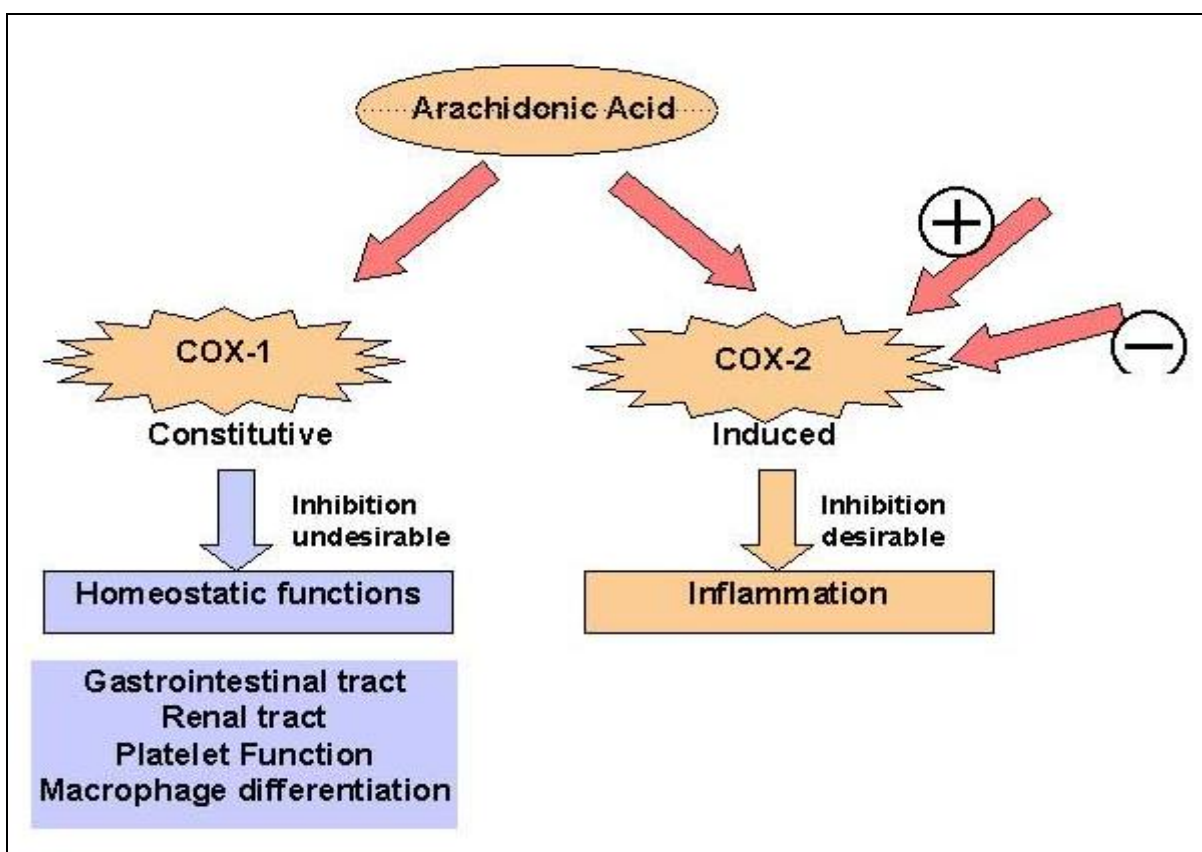 Arachidonic Acid
+
COX-1
COX-2
−
Constitutive
Induced
Inhibition
undesirable
Inhibition
desirable
Homeostatic functions
Inflammation
Gastrointestinal tract
Renal tract
Platelet Function
Macrophage differentiation